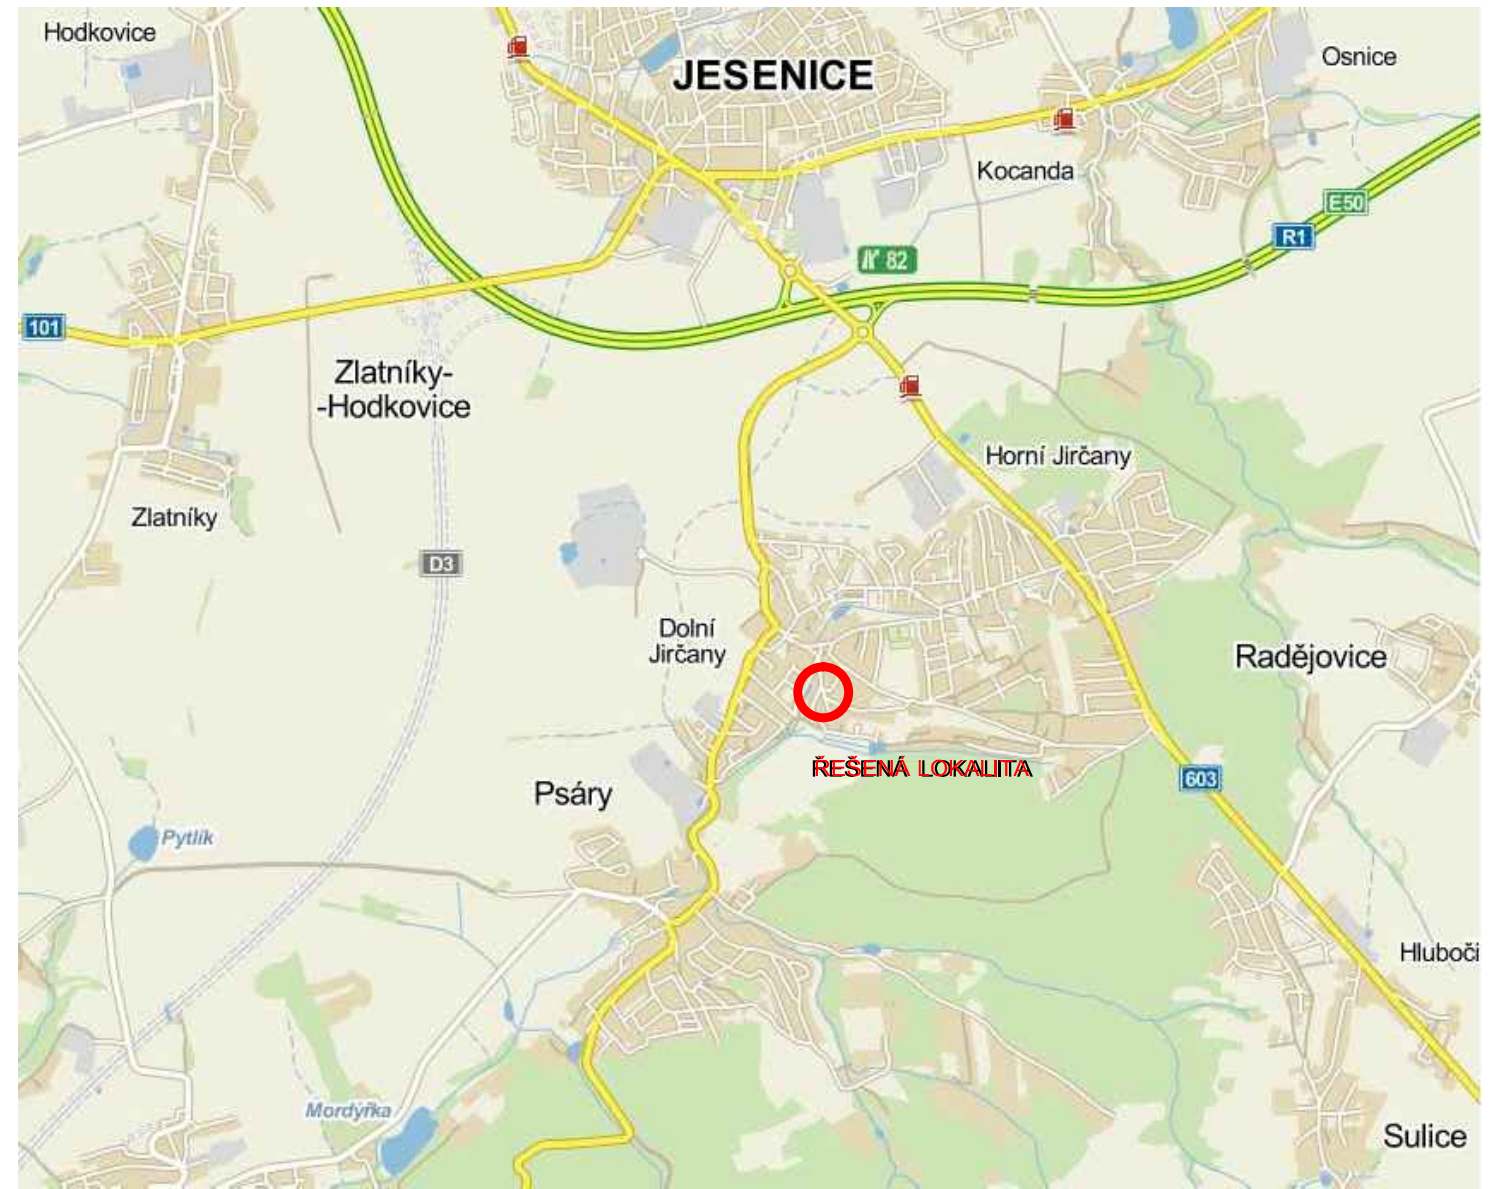 Hodkovice
JESENICE
Osnice
Kocanda
E50
R1
82
101
Zlatníky-
-Hodkovice
Horní Jirčany
Zlatníky
D3
Dolní
Jirčany
Radějovice
ŘEŠENÁ LOKALITA
603
Psáry
Pytlík
Hluboči
Mordýřka
Sulice